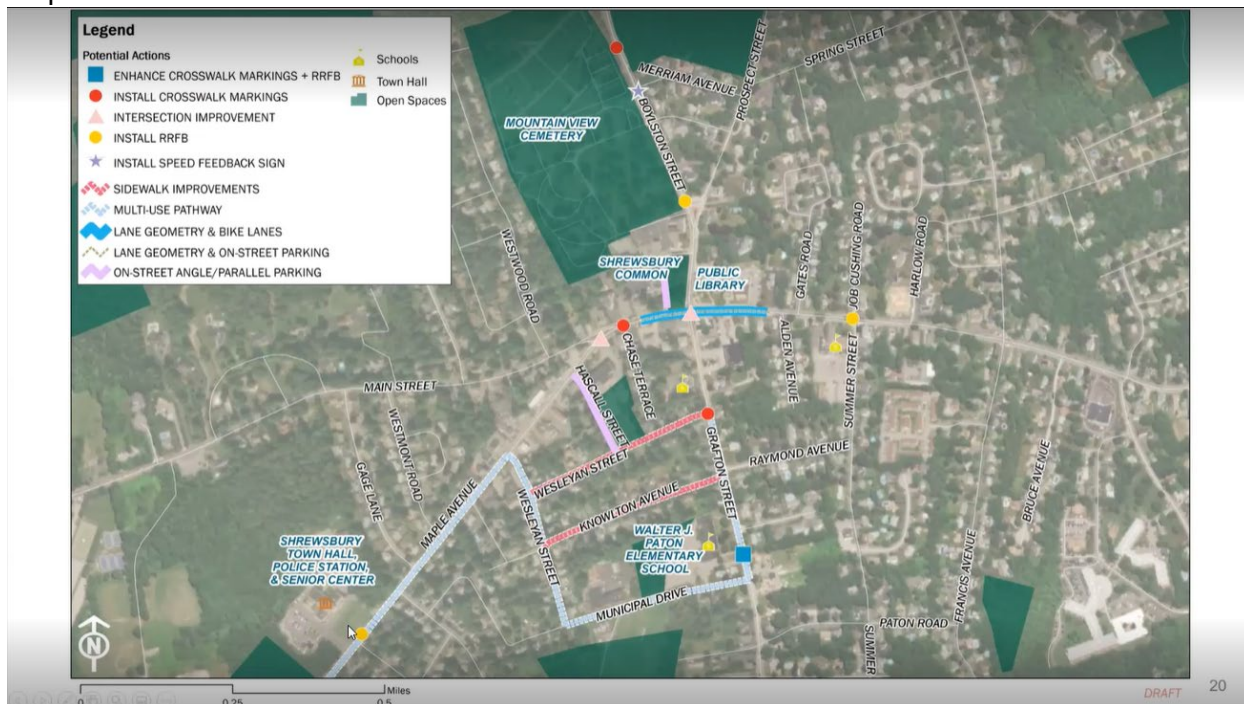 Legend
Potential Actions
ENHANCE CROSSWALK MARKINGS + RRFB
INSTALL CROSSWALK MARKINGS
INTERSECTION IMPROVEMENT
INSTALL RRFB
INSTALL SPEED FEEDBACK SIGN
SIDEWALK IMPROVEMENTS
MULTI-USE PATHWAY
LANE GEOMETRY & BIKE LANES
LANE GEOMETRY & ON-STREET PARKING
ON-STREET ANGLE/PARALLEL PARKING
Schools
Town Hall
Open Spaces
MERRIAM AVENUE
PROSPECT STREET
SPRING STREET
MOUNTAIN VIEW
CEMETERY
BOYLSTON STREET
WESTWOOD ROAD
SHREWSBURY
COMMON
PUBLIC
LIBRARY
GATES ROAD
JOB CUSHING ROAD
HARLOW ROAD
MAIN STREET
CHASE TERRACE
HASCALL STREET
ALDEN AVENUE
SUMMER STREET
WESTMONT ROAD
GAGE LANE
MAPLE AVENUE
WESLEYAN STREET
WESLEYAN STREET
KNOWLTON AVENUE
GRAFTON STREET
RAYMOND AVENUE
BRUCE AVENUE
FRANCIS AVENUE
SHREWSBURY
TOWN HALL,
POLICE STATION,
& SENIOR CENTER
WALTER J.
PATON
ELEMENTARY
SCHOOL
MUNICIPAL DRIVE
PATON ROAD
SUMMER
N
Miles
0 0.25 0.5
DRAFT 20